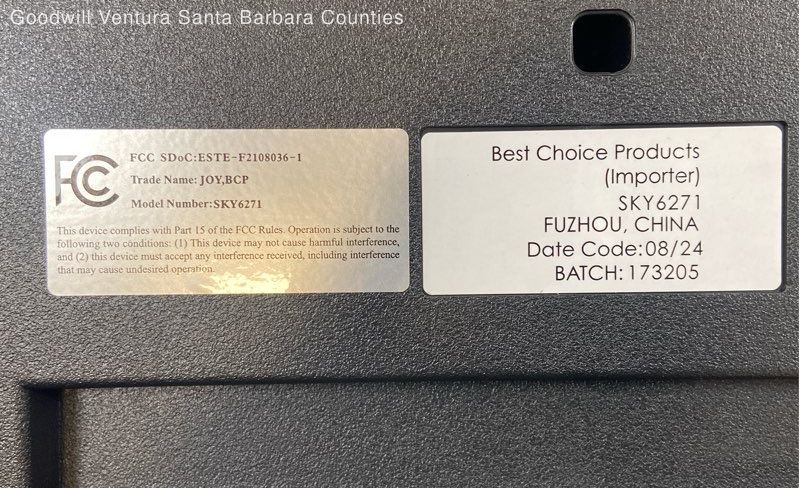 Goodwill Ventura Santa Barbara Counties
FC
FCC SDoC:ESTE-F2108036-1
Trade Name: JOY,BCP
Model Number:SKY6271
This device complies with Part 15 of the FCC Rules. Operation is subject to the
following two conditions: (1) This device may not cause harmful interference,
and (2) this device must accept any interference received, including interference
that may cause undesired operation.
Best Choice Products
(Importer)
SKY6271
FUZHOU, CHINA
Date Code:08/24
BATCH:173205